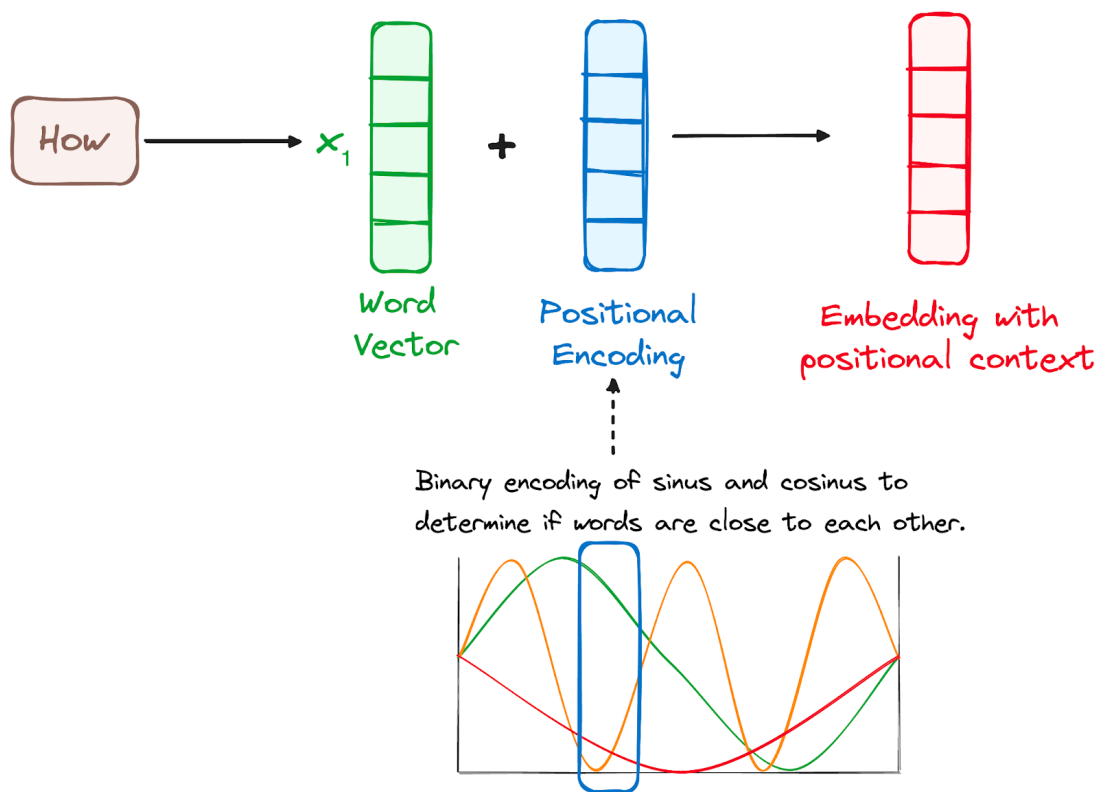 How
x₁
+
Word
Vector
Positional
Encoding
Embedding with
positional context
Binary encoding of sinus and cosinus to
determine if words are close to each other.